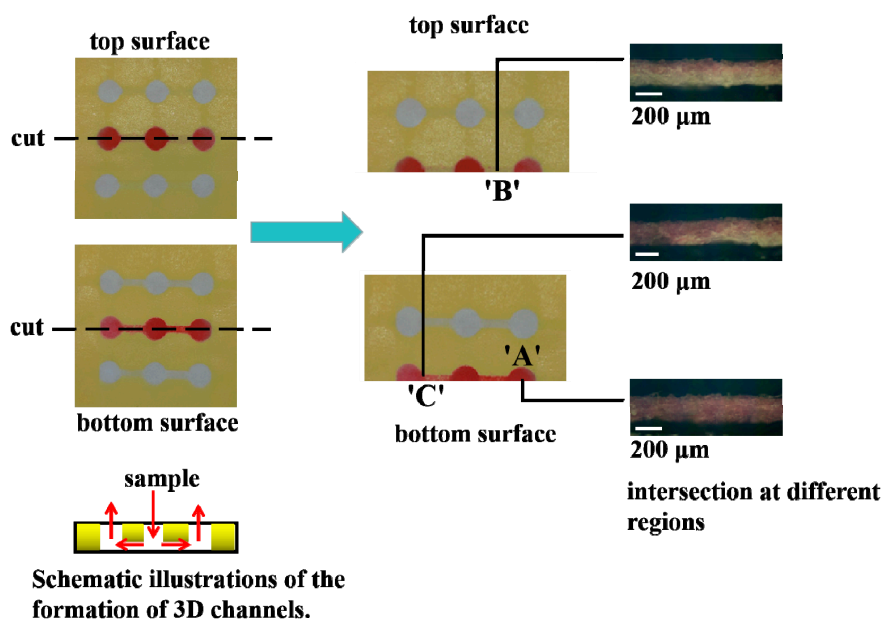 top surface
cut
cut
bottom surface
sample
Schematic illustrations of the
formation of 3D channels.
top surface
'B'
'A'
'C'
bottom surface
200 µm
200 µm
200 µm
intersection at different
regions